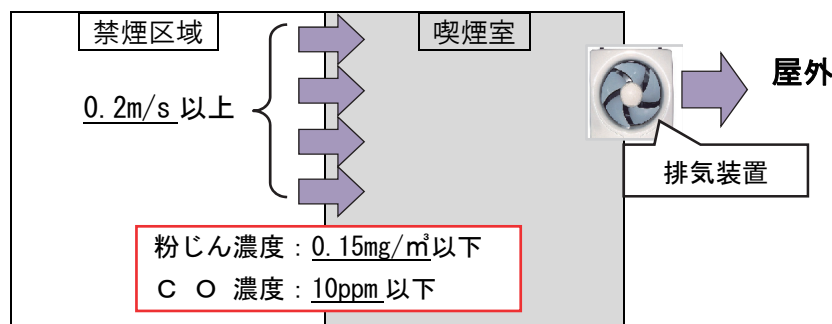 禁煙区域
喫煙室
屋外
0.2m/s 以上
排気装置
粉じん濃度：0.15mg/㎥以下
ＣＯ 濃度：10ppm 以下